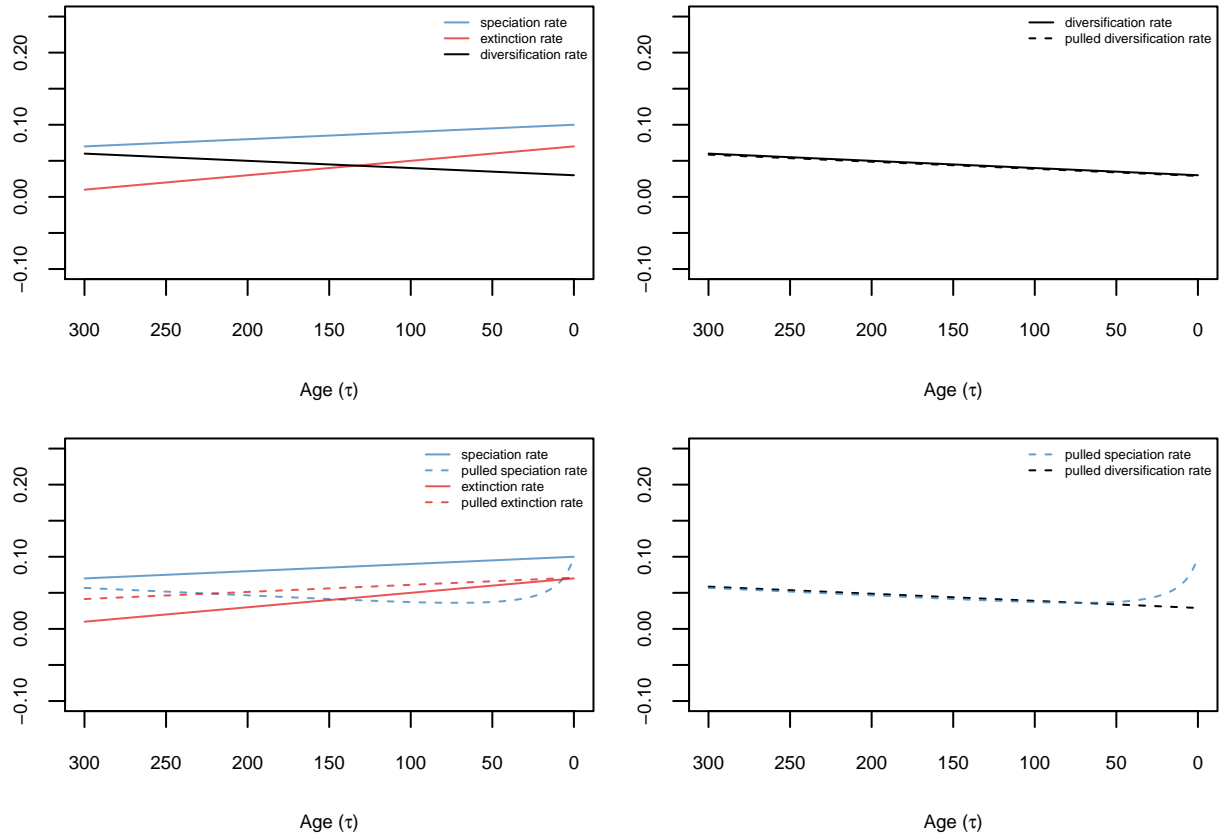 speciation rate
extinction rate
diversification rate
0.20
0.10
0.00
−0.10
300 250 200 150 100 50 0
Age (τ)
diversification rate
pulled diversification rate
0.20
0.10
0.00
−0.10
300 250 200 150 100 50 0
Age (τ)
speciation rate
pulled speciation rate
extinction rate
pulled extinction rate
0.20
0.10
0.00
−0.10
300 250 200 150 100 50 0
Age (τ)
pulled speciation rate
pulled diversification rate
0.20
0.10
0.00
−0.10
300 250 200 150 100 50 0
Age (τ)